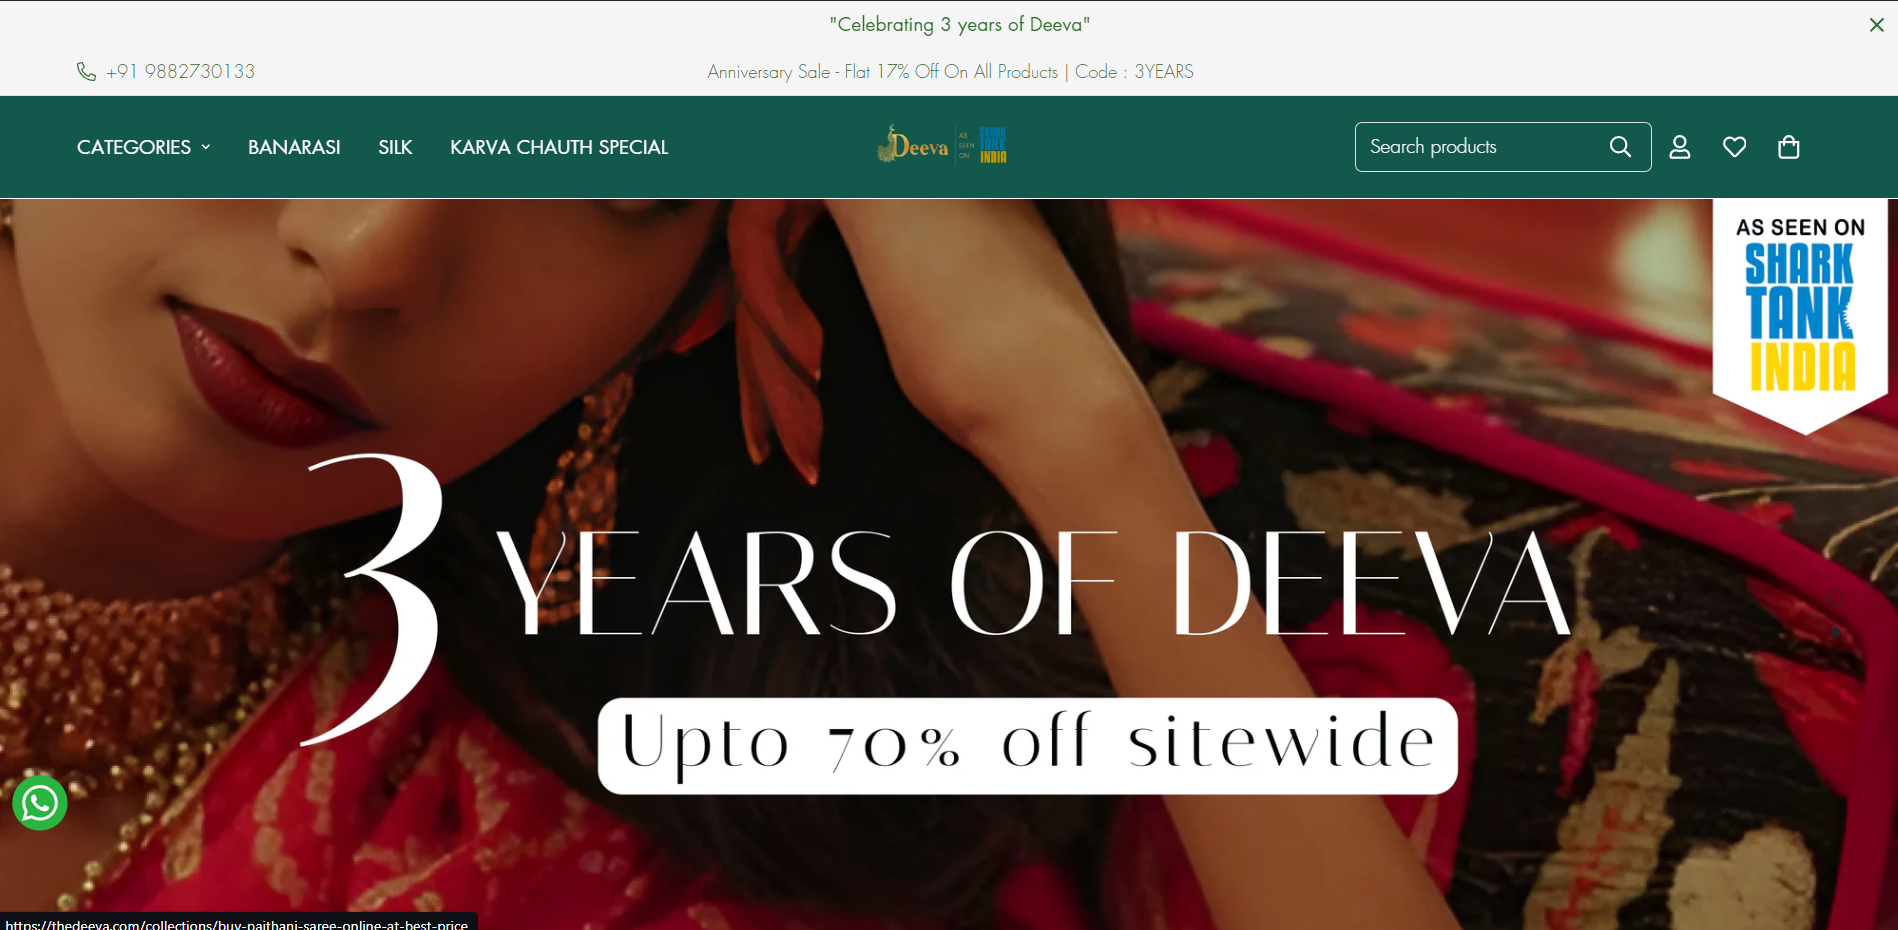 "Celebrating 3 years of Deeva"
+91 9882730133
Anniversary Sale - Flat 17% Off On All Products | Code : 3YEARS
CATEGORIES
BANARASI
SILK
KARVA CHAUTH SPECIAL
Deeva
AS
SEEN
ON
SHARK
TANK
INDIA
Search products
AS SEEN ON
SHARK
TANK
INDIA
3 YEARS OF DEEVA
Upto 70% off sitewide
https://thedeeva.com/collections/buy-paithani-saree-online-at-best-price